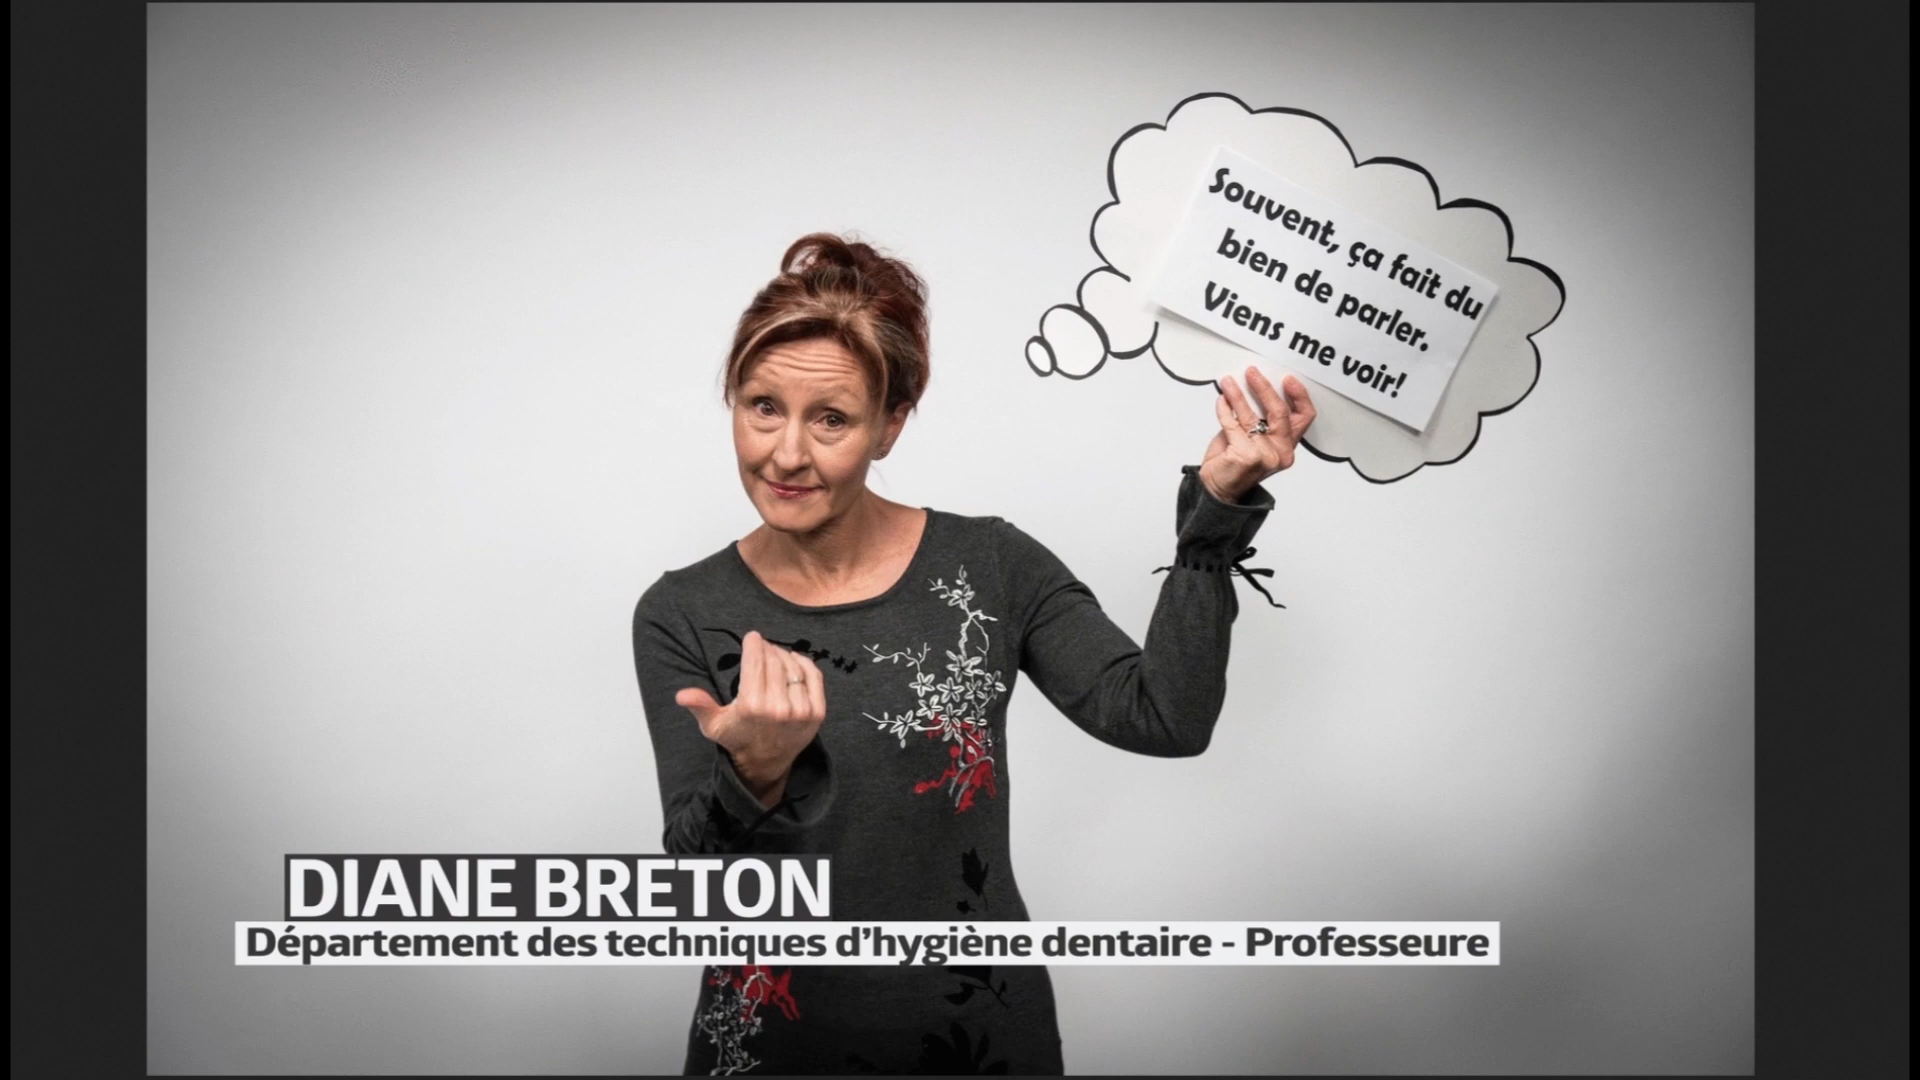 Souvent, ça fait du
bien de parler.
Viens me voir!
DIANE BRETON
Département des techniques d'hygiène dentaire - Professeure